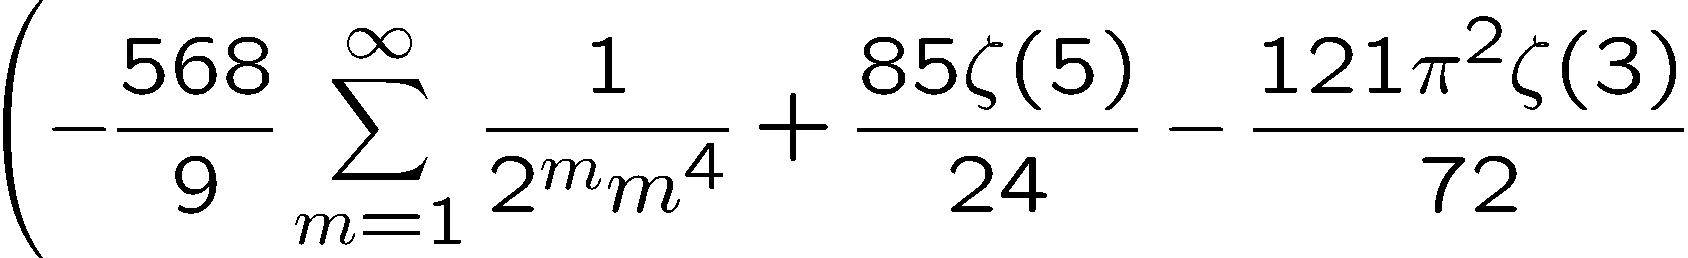 \left( -\frac{568}{9} \sum_{m=1}^{\infty} \frac{1}{2^m m^4} + \frac{85\zeta(5)}{24} - \frac{121\pi^2\zeta(3)}{72}